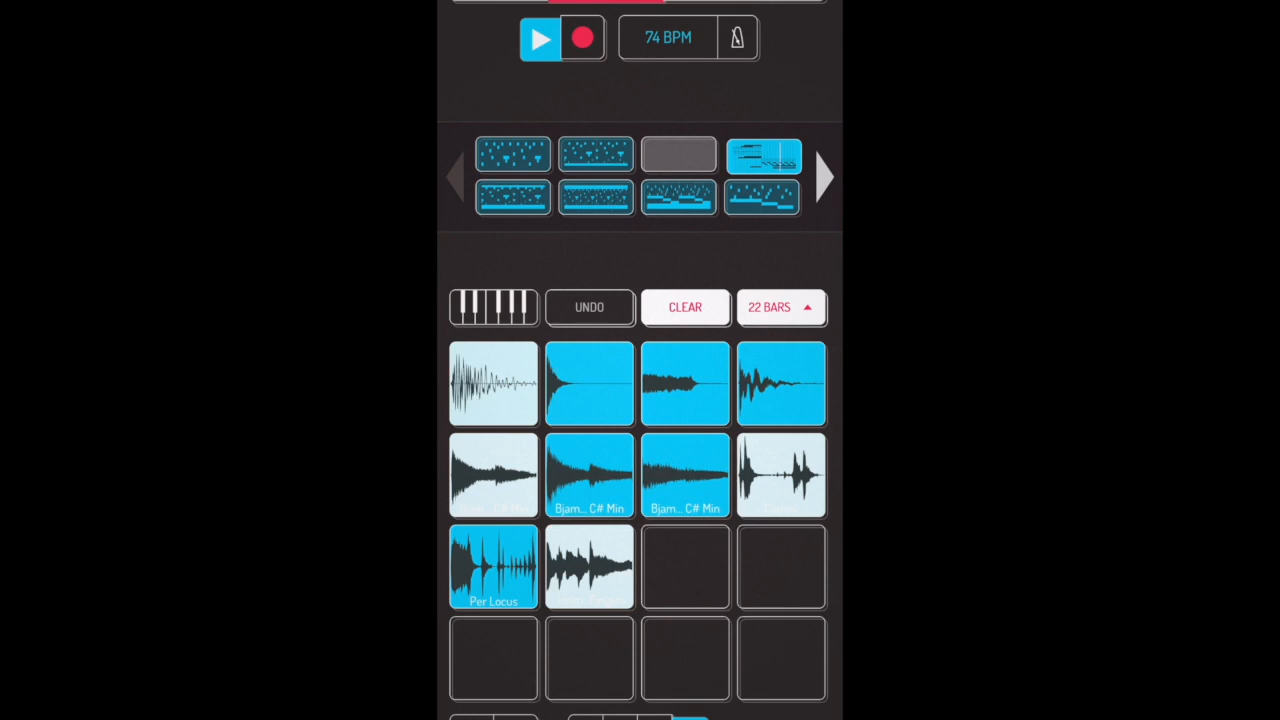 74 BPM
UNDO
CLEAR
22 BARS
Bjam... C# Min
Bjam... C# Min
Per Locus